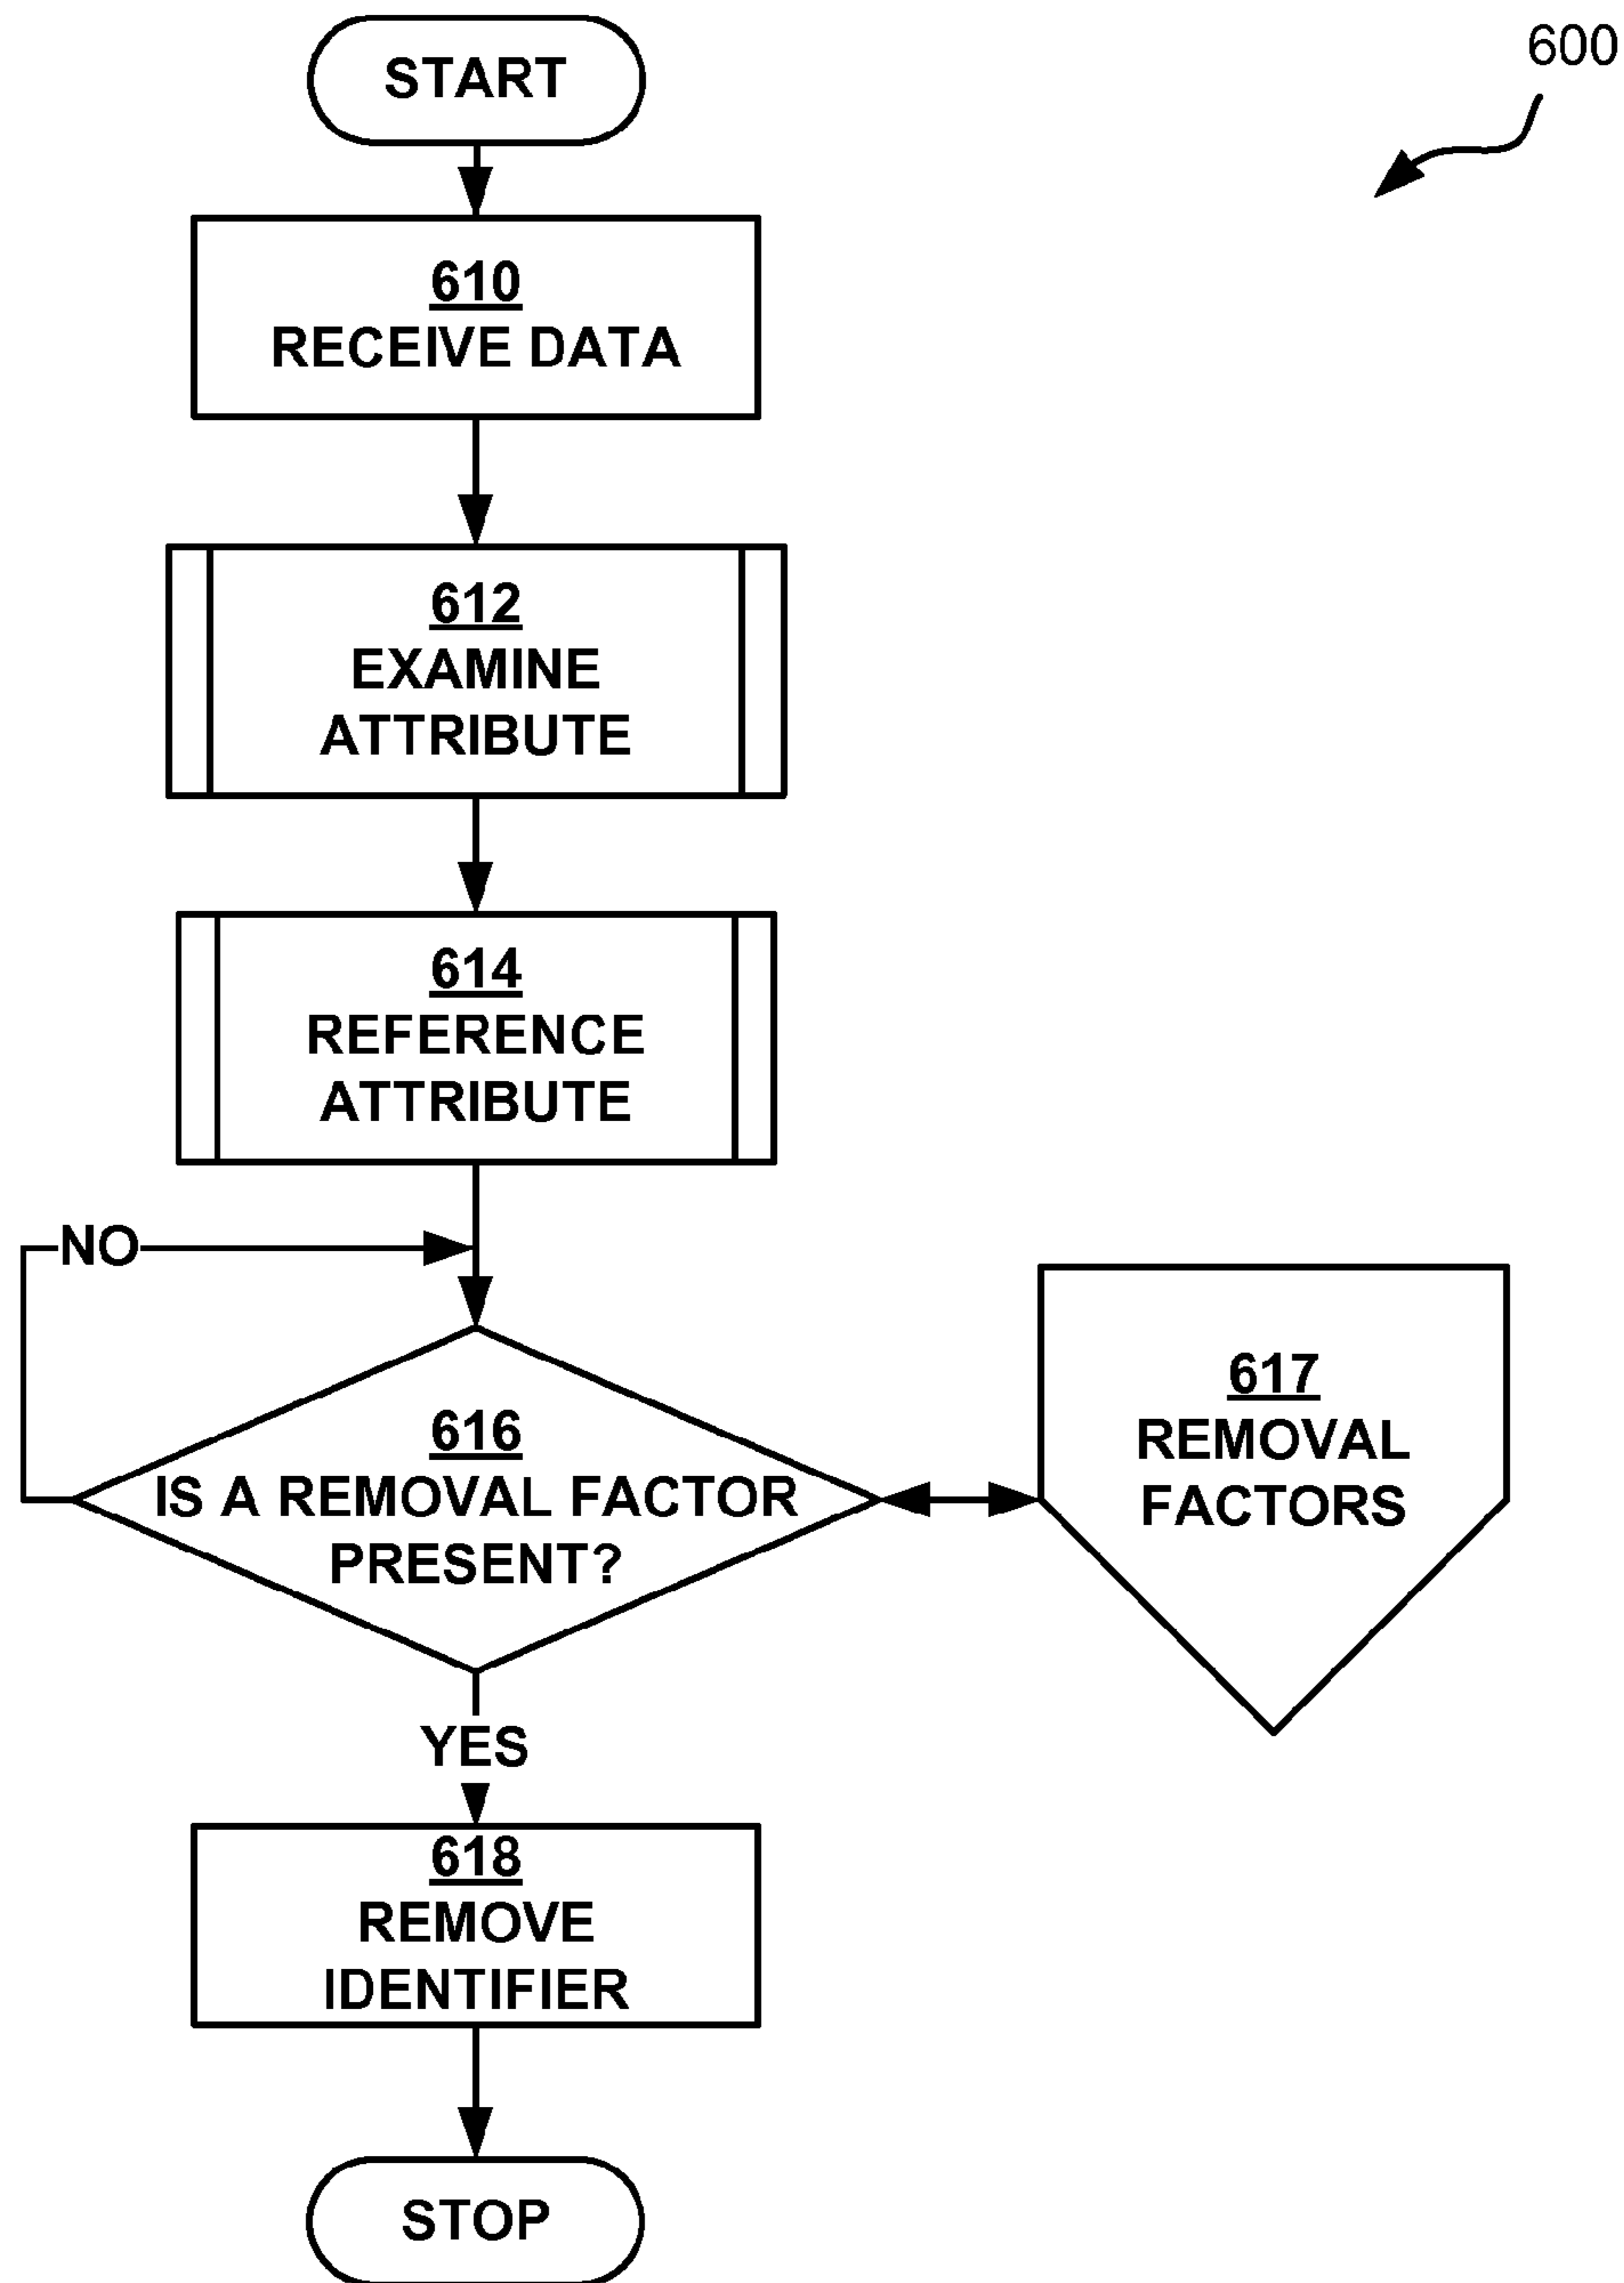 600
START
610
RECEIVE DATA
612
EXAMINE
ATTRIBUTE
614
REFERENCE
ATTRIBUTE
NO
616
IS A REMOVAL FACTOR
PRESENT?
617
REMOVAL
FACTORS
YES
618
REMOVE
IDENTIFIER
STOP